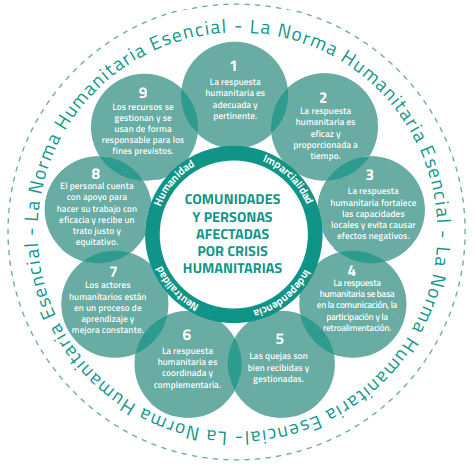 La Norma Humanitaria Esencial - La Norma Humanitaria Esencial - La Norma Humanitaria Esencial- La Norma Humanitaria Esencial -
1
La respuesta
humanitaria es
adecuada y
pertinente.
2
La respuesta
humanitaria es
eficaz y
proporcionada a
tiempo.
3
La respuesta
humanitaria fortalece
las capacidades
locales y evita causar
efectos negativos.
4
La respuesta
humanitaria se basa
en la comunicación, la
participación y la
retroalimentación.
5
Las quejas son
bien recibidas y
gestionadas.
6
La respuesta
humanitaria es
coordinada y
complementaria.
7
Los actores
humanitarios están
en un proceso de
aprendizaje y
mejora constante.
8
El personal cuenta
con apoyo para
hacer su trabajo con
eficacia y recibe un
trato justo y
equitativo.
9
Los recursos se
gestionan y se
usan de forma
responsable para los
fines previstos.
Humanidad
Imparcialidad
Independencia
Neutralidad
COMUNIDADES
Y PERSONAS
AFECTADAS
POR CRISIS
HUMANITARIAS